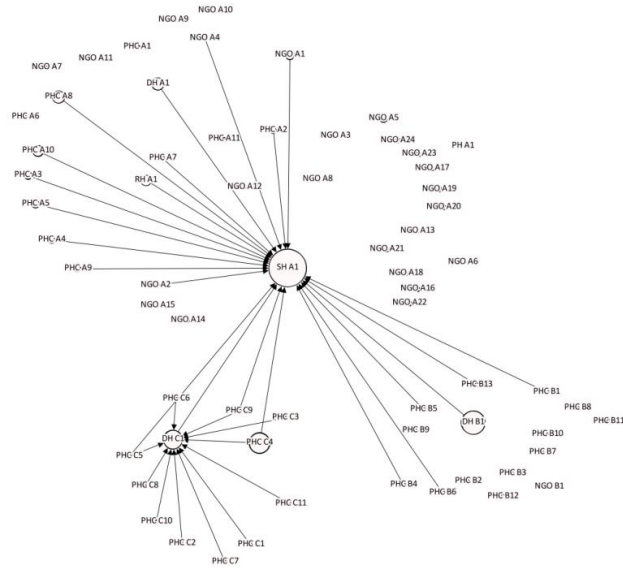 NGO A10
NGO A9
NGO A4
PHC A1
NGO A1
NGO A11
NGO A7
DH A1
PHC A8
PHC A6
NGO A5
PHC A2
NGO A3
PHC A11
NGO A24
PH A1
PHC A10
NGO A23
PHC A7
NGO A17
PHC A3
RH A1
NGO A8
NGO A12
NGO A19
PHC A5
NGO A20
NGO A13
PHC A4
NGO A21
NGO A6
PHC A9
SH A1
NGO A18
NGO A2
NGO A16
NGO A15
NGO A22
NGO A14
PHC B13
PHC B1
PHC C6
PHC B5
PHC B8
PHC C9
PHC C3
DH B1
PHC B11
PHC B9
PHC B10
DH C1
PHC C4
PHC C5
PHC B7
PHC B3
PHC C8
PHC B4
PHC B2
NGO B1
PHC B6
PHC B12
PHC C11
PHC C10
PHC C2
PHC C1
PHC C7